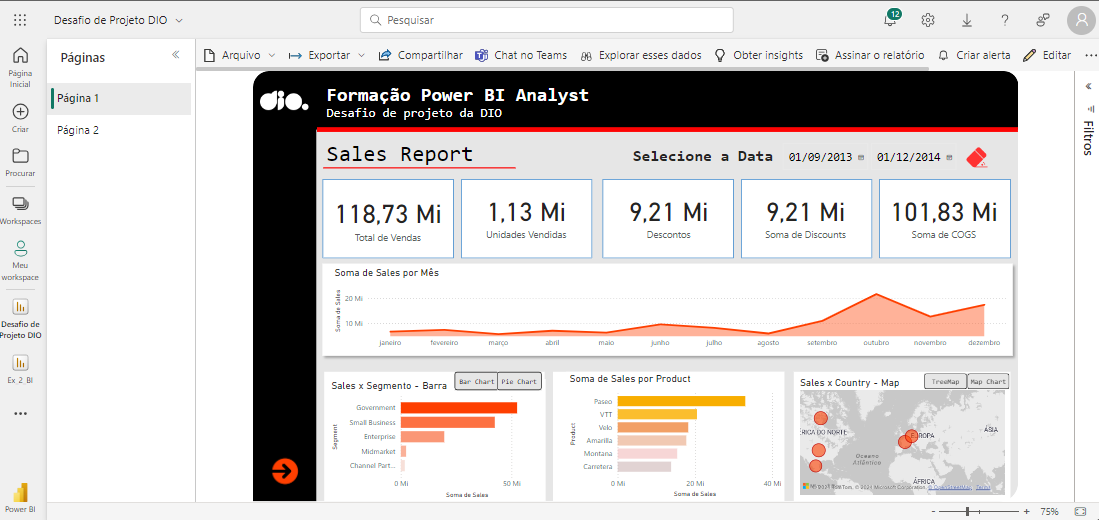 Desafio de Projeto DIO
Pesquisar
12
Página Inicial
Criar
Procurar
Workspaces
Meu workspace
Desafio de Projeto DIO
Ex_2_BI
Power BI
Páginas
Página 1
Página 2
Arquivo
Exportar
Compartilhar
Chat no Teams
Explorar esses dados
Obter insights
Assinar o relatório
Criar alerta
Editar
Filtros
dio.
Formação Power BI Analyst
Desafio de projeto da DIO
Sales Report
Selecione a Data
01/09/2013
01/12/2014
118,73 Mi
Total de Vendas
1,13 Mi
Unidades Vendidas
9,21 Mi
Descontos
9,21 Mi
Soma de Discounts
101,83 Mi
Soma de COGS
Soma de Sales por Mês
Soma de Sales
20 Mi
10 Mi
janeiro
fevereiro
março
abril
maio
junho
julho
agosto
setembro
outubro
novembro
dezembro
Sales x Segmento - Barra
Bar Chart
Pie Chart
Segment
Government
Small Business
Enterprise
Midmarket
Channel Part...
0 Mi
50 Mi
Soma de Sales
Soma de Sales por Product
Product
Paseo
VTT
Velo
Amarilla
Montana
Carretera
0 Mi
20 Mi
40 Mi
Soma de Sales
Sales x Country - Map
TreeMap
Map Chart
RICA DO NORTE
EUROPA
ÁSIA
Oceano
Atlântico
ÁFRICA
© 2024 Microsoft Corporation, © OpenStreetMap, Terms
75%